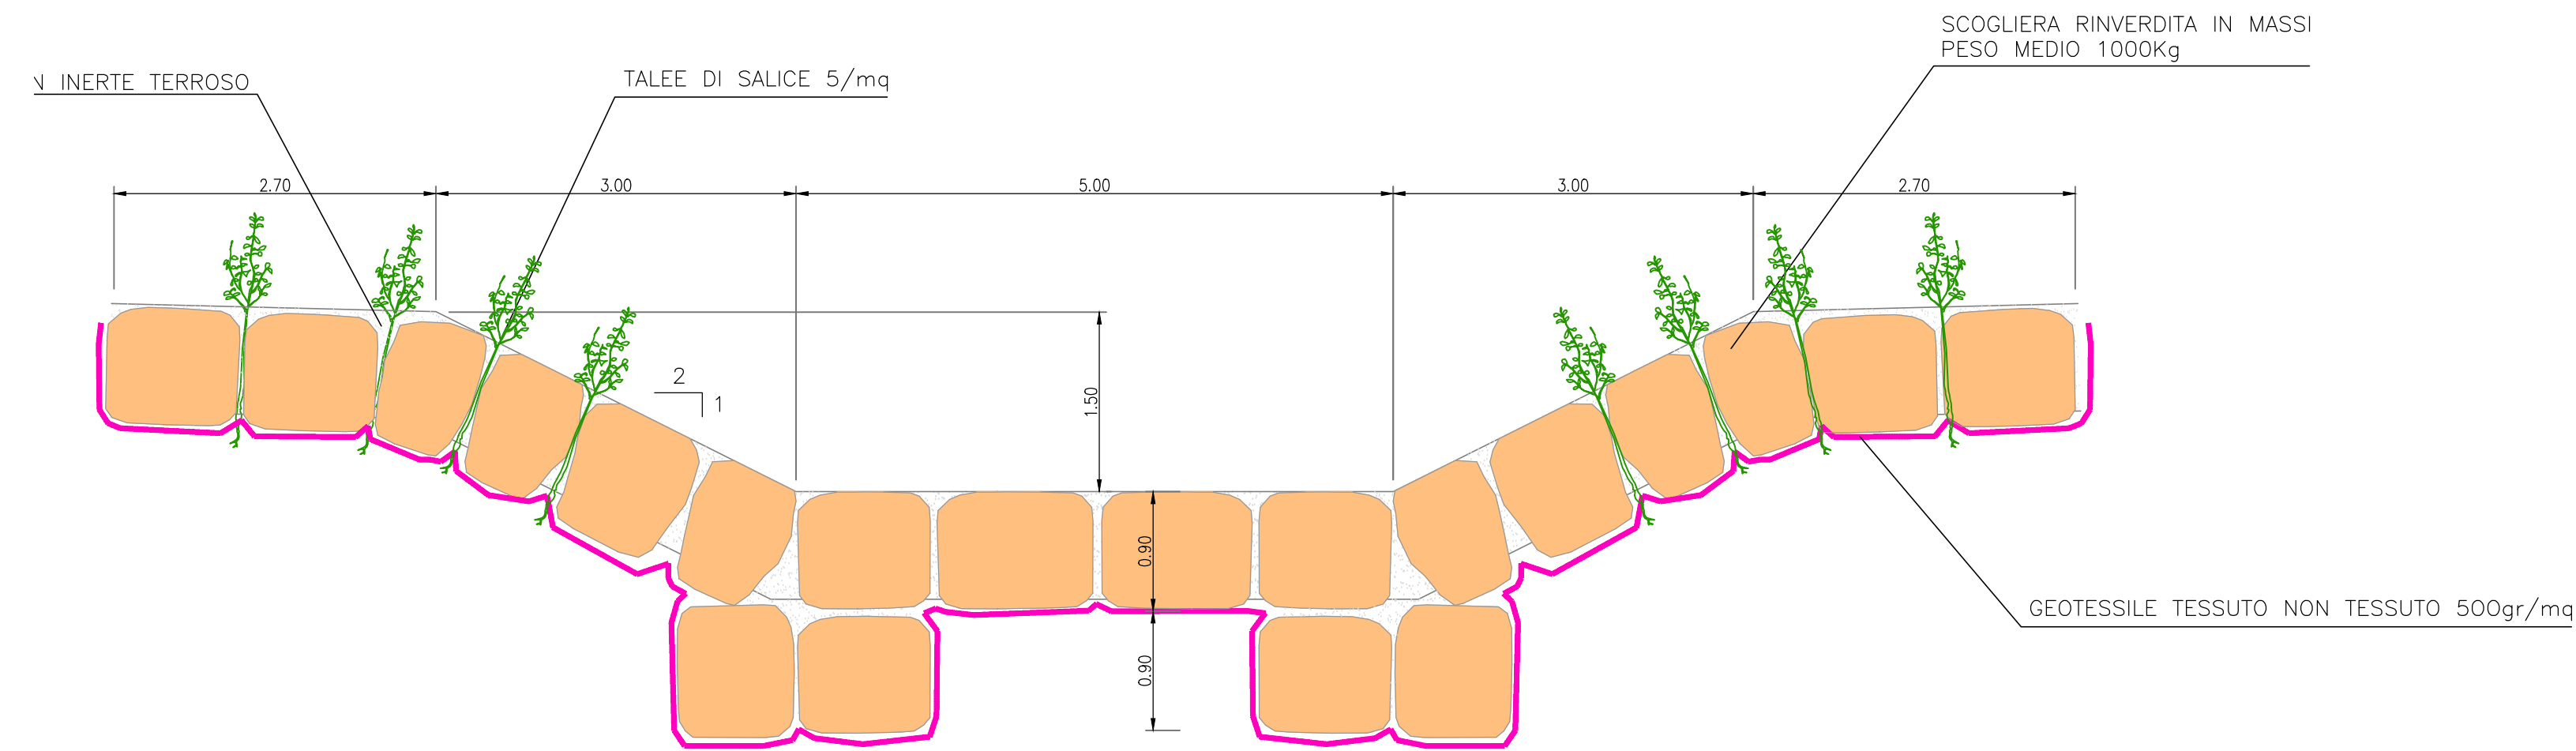 SCOGLIERA RINVERDITA IN MASSI
PESO MEDIO 1000Kg
N INERTE TERROSO
TALEE DI SALICE 5/mq
2.70
3.00
5.00
3.00
2.70
2
1
1.50
0.90
0.90
GEOTESSILE TESSUTO NON TESSUTO 500gr/mq